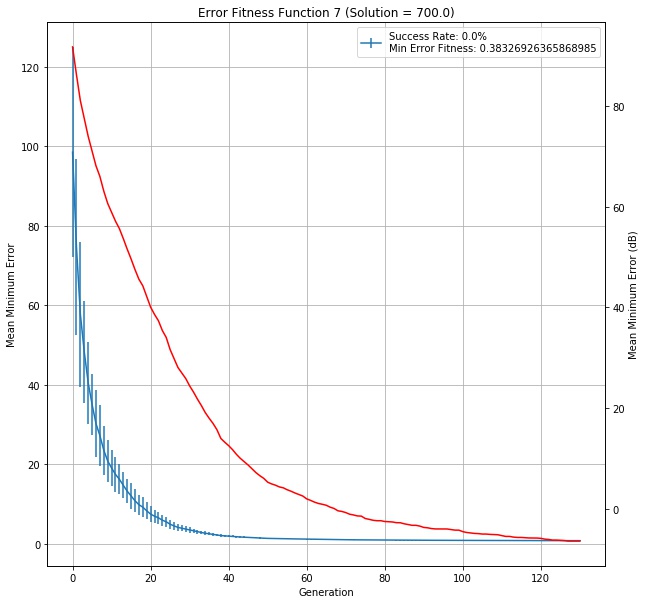 Error Fitness Function 7 (Solution = 700.0)
Success Rate: 0.0%
Min Error Fitness: 0.38326926365868985
Mean Minimum Error
120
100
80
60
40
20
0
80
60
40
20
0
Mean Minimum Error (dB)
0 20 40 60 80 100 120
Generation